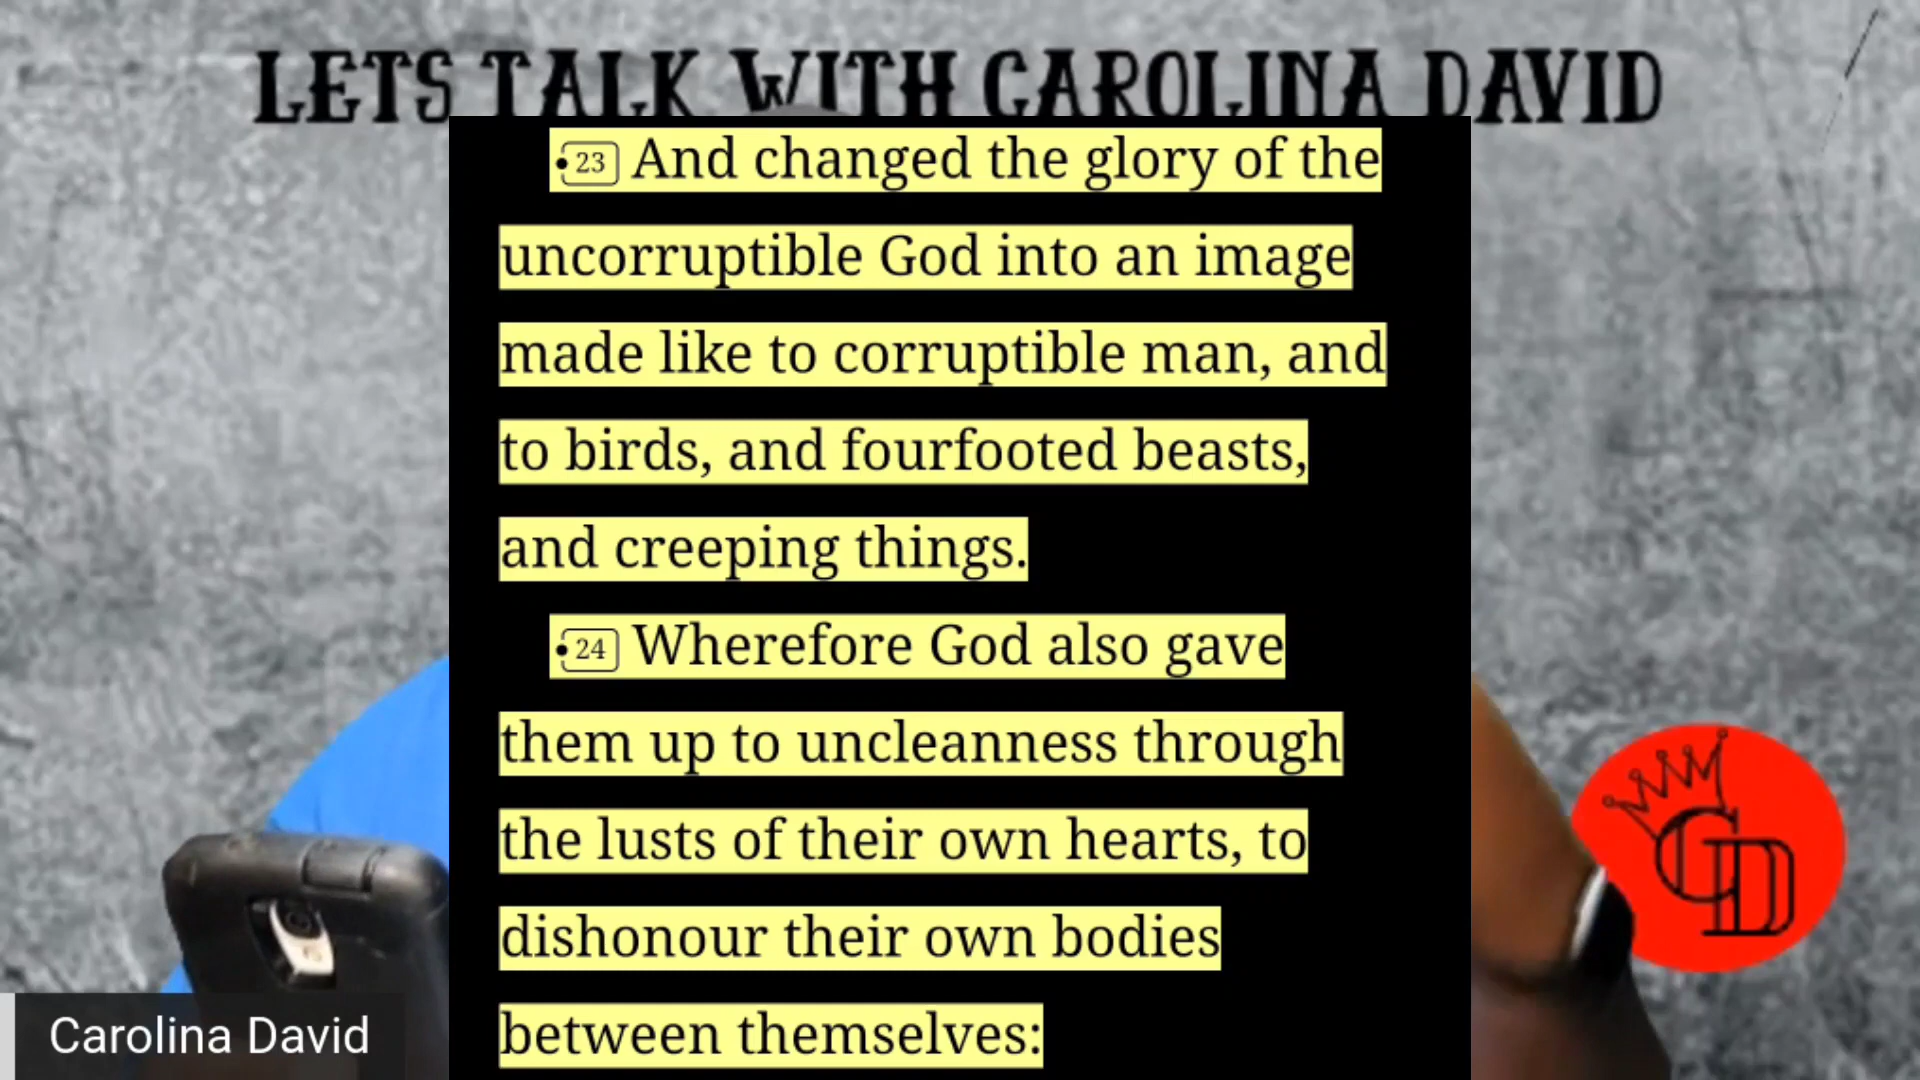 LETS TALK WITH CAROLINA DAVID
23 And changed the glory of the
uncorruptible God into an image
made like to corruptible man, and
to birds, and fourfooted beasts,
and creeping things.
24 Wherefore God also gave
them up to uncleanness through
the lusts of their own hearts, to
dishonour their own bodies
between themselves:
CD
Carolina David